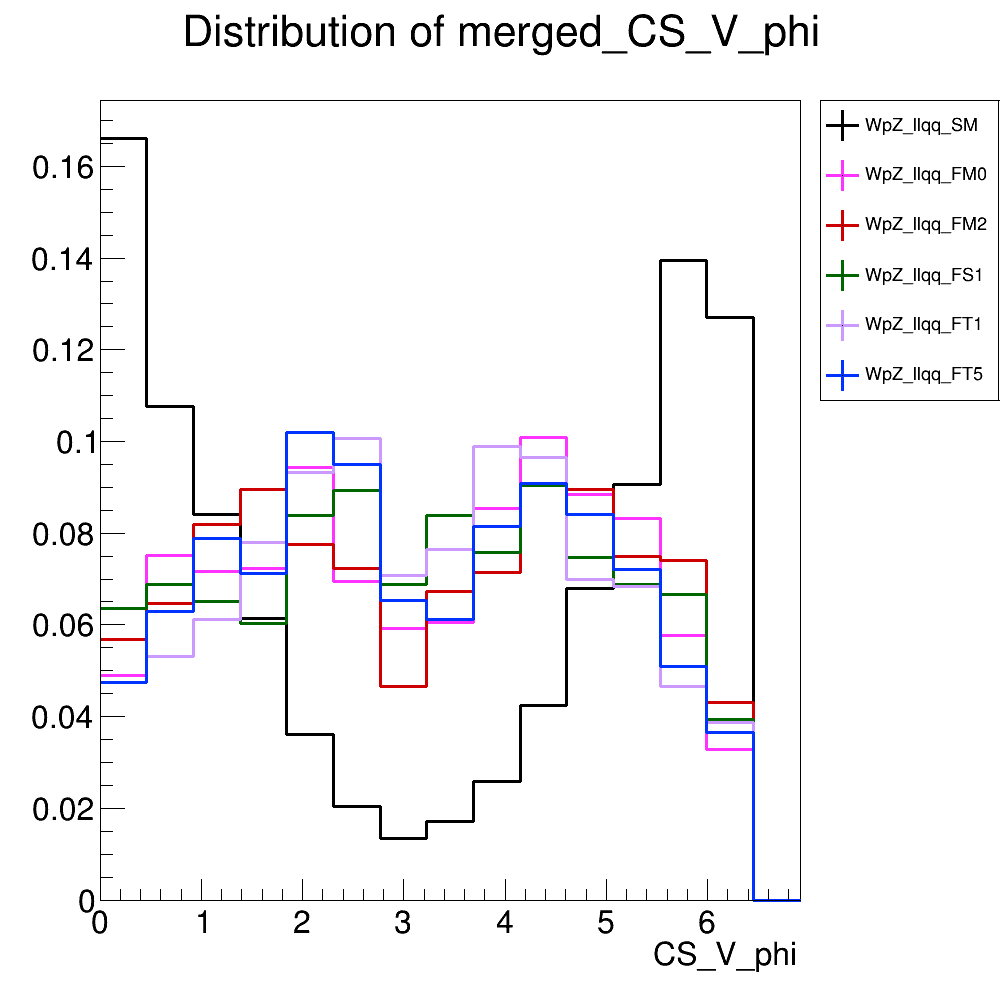 Distribution of merged_CS_V_phi
WpZ_llqq_SM
WpZ_llqq_FM0
WpZ_llqq_FM2
WpZ_llqq_FS1
WpZ_llqq_FT1
WpZ_llqq_FT5
0.16
0.14
0.12
0.1
0.08
0.06
0.04
0.02
0
0 1 2 3 4 5 6
CS_V_phi